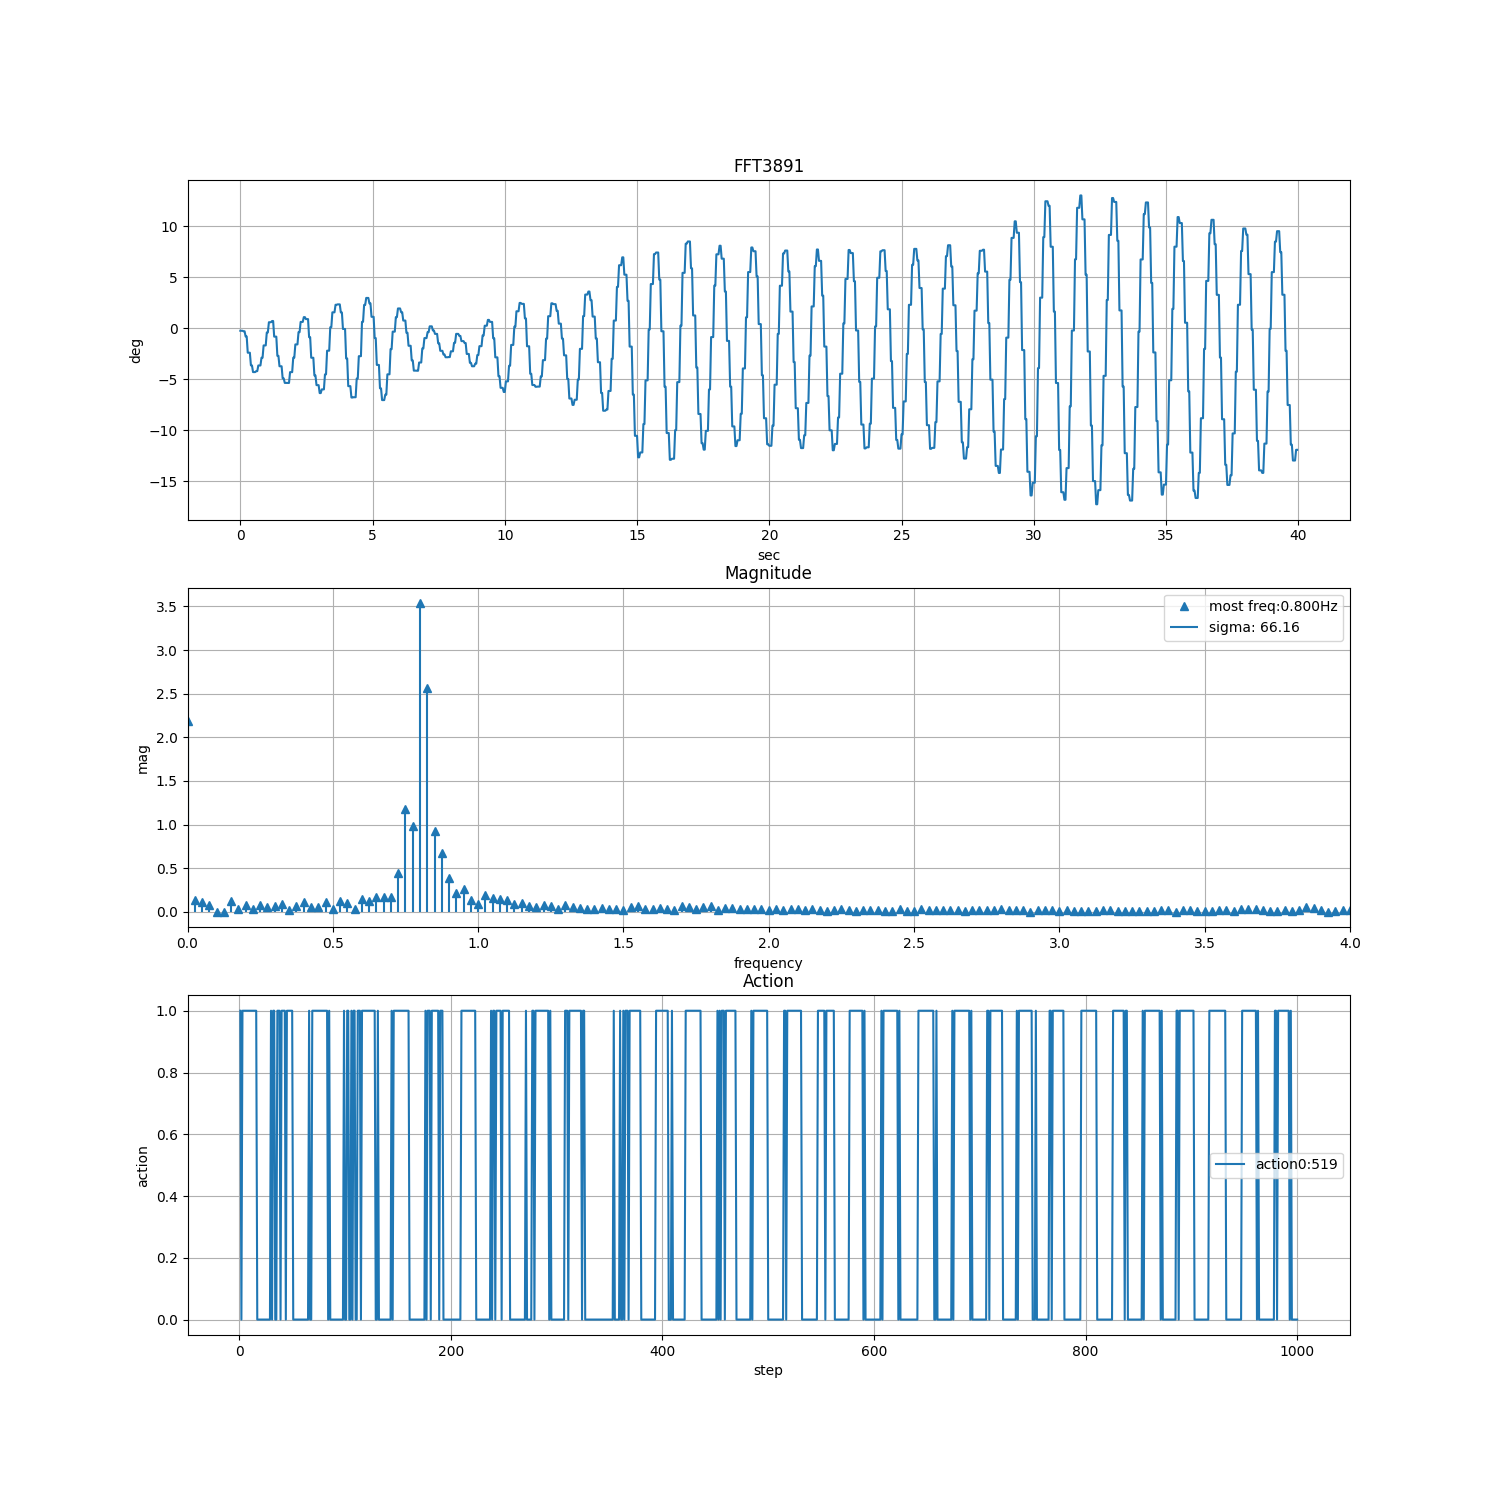 FFT3891
10
5
0
−5
−10
−15
deg
0 5 10 15 20 25 30 35 40
sec
Magnitude
3.5
3.0
2.5
2.0
1.5
1.0
0.5
0.0
mag
most freq:0.800Hz
sigma: 66.16
0.0 0.5 1.0 1.5 2.0 2.5 3.0 3.5 4.0
frequency
Action
1.0
0.8
0.6
0.4
0.2
0.0
action
action0:519
0 200 400 600 800 1000
step